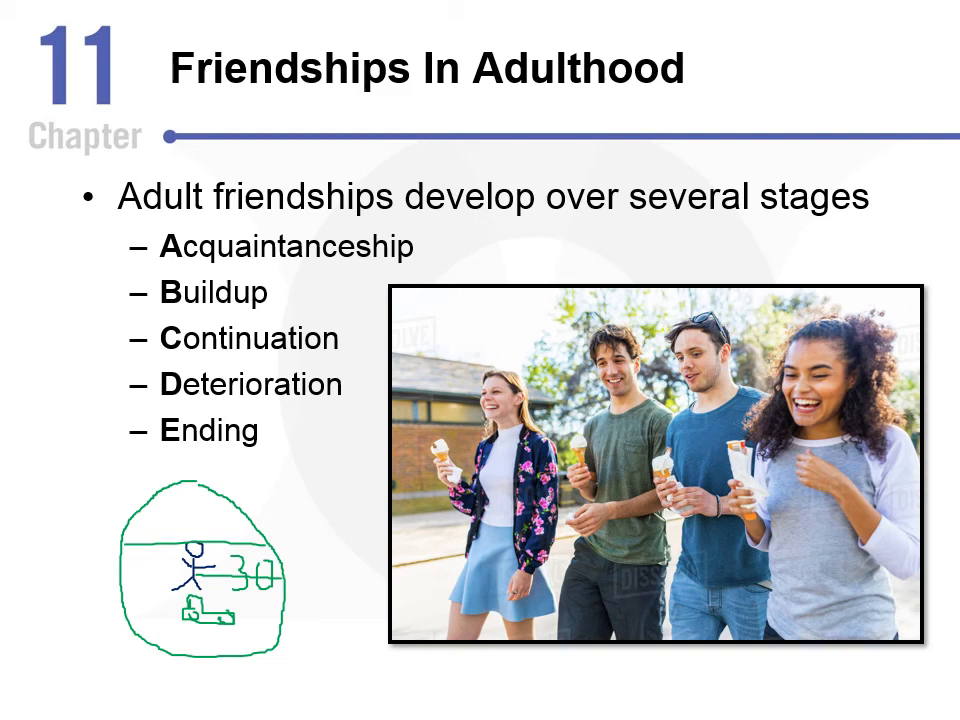 11
Chapter
Friendships In Adulthood
• Adult friendships develop over several stages
– Acquaintanceship
– Buildup
– Continuation
– Deterioration
– Ending
30